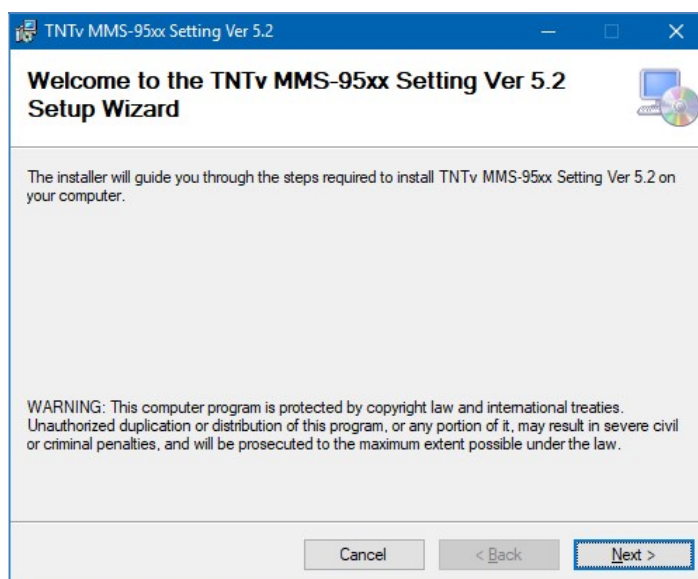 TNTv MMS-95xx Setting Ver 5.2
Welcome to the TNTv MMS-95xx Setting Ver 5.2
Setup Wizard
The installer will guide you through the steps required to install TNTv MMS-95xx Setting Ver 5.2 on
your computer.
WARNING: This computer program is protected by copyright law and international treaties.
Unauthorized duplication or distribution of this program, or any portion of it, may result in severe civil
or criminal penalties, and will be prosecuted to the maximum extent possible under the law.
Cancel
< Back
Next >